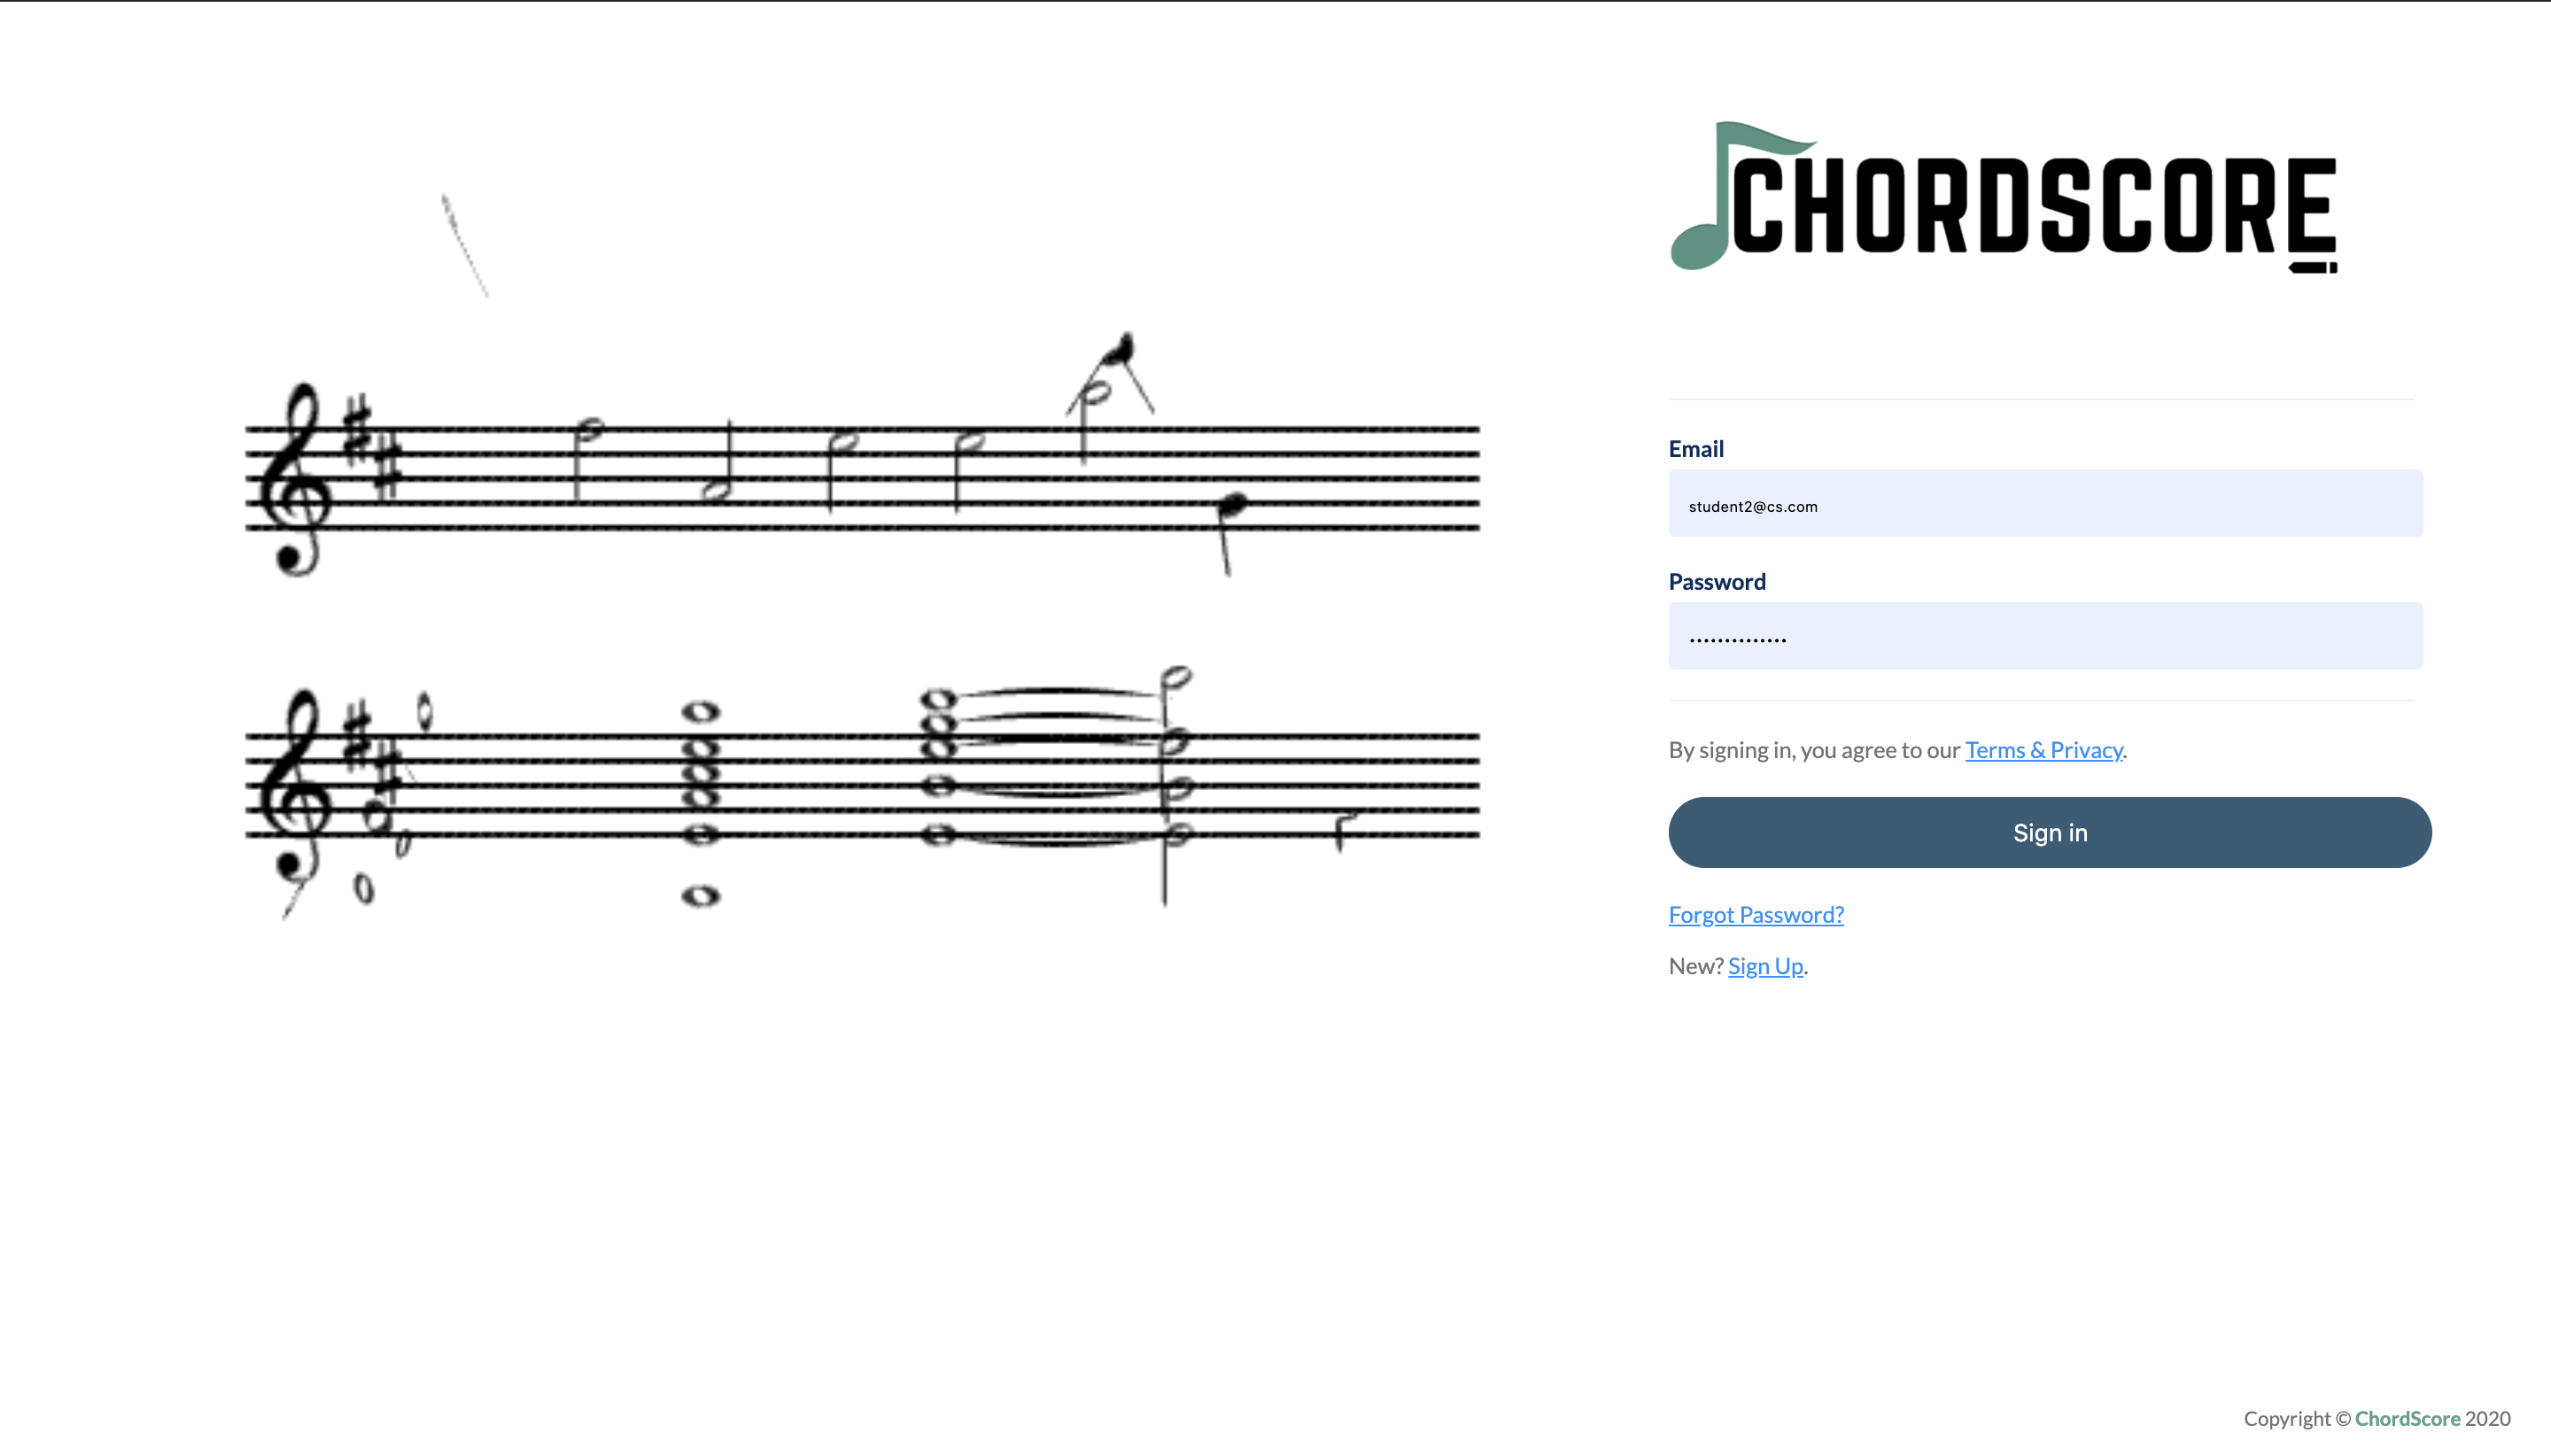 CHORDSCORE
Email
student2@cs.com
Password
••••••••••••••
By signing in, you agree to our Terms & Privacy.
Sign in
Forgot Password?
New? Sign Up.
Copyright © ChordScore 2020